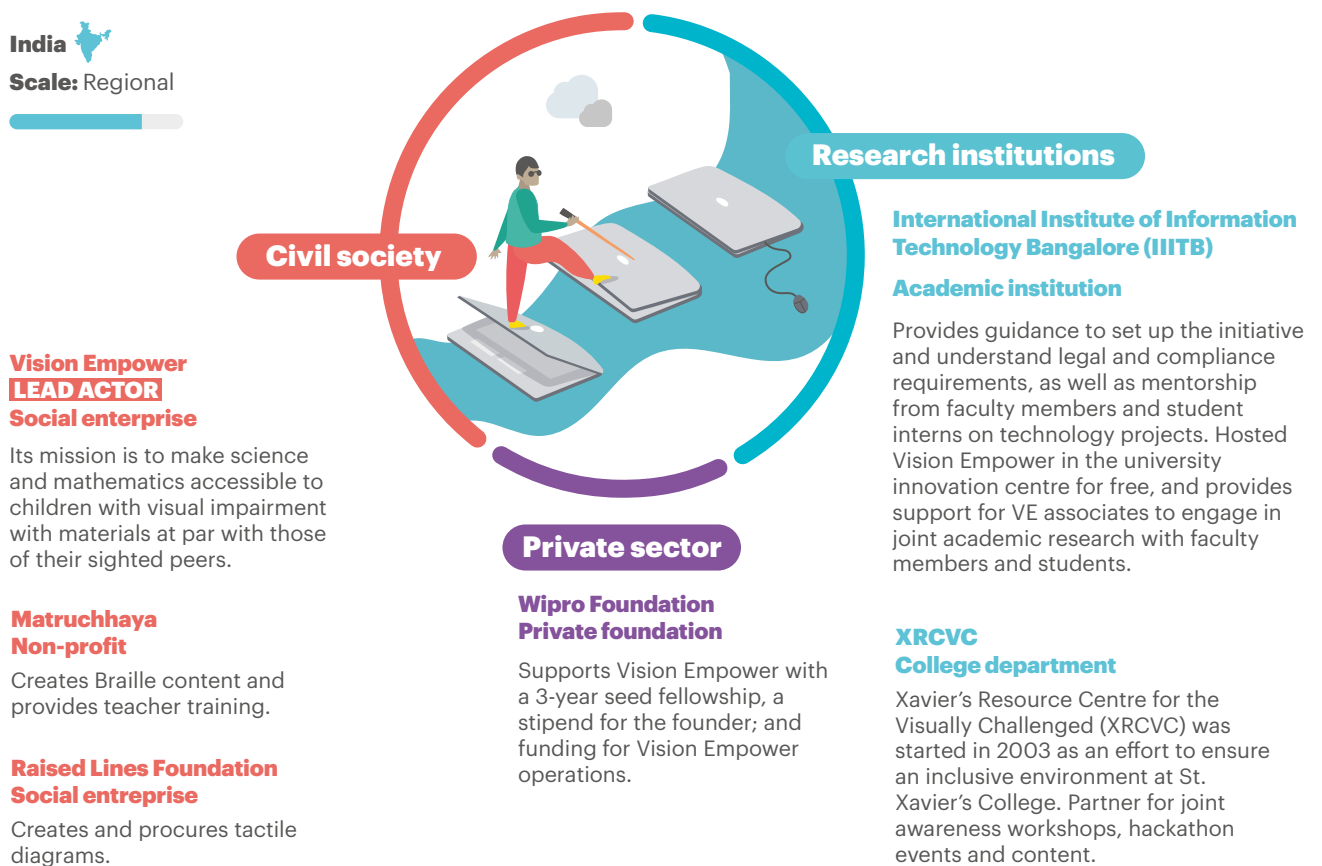 India
Scale: Regional
Civil society
Vision Empower
LEAD ACTOR
Social enterprise
Its mission is to make science
and mathematics accessible to
children with visual impairment
with materials at par with those
of their sighted peers.
Matruchhaya
Non-profit
Creates Braille content and
provides teacher training.
Raised Lines Foundation
Social entreprise
Creates and procures tactile
diagrams.
Private sector
Wipro Foundation
Private foundation
Supports Vision Empower with
a 3-year seed fellowship, a
stipend for the founder; and
funding for Vision Empower
operations.
Research institutions
International Institute of Information
Technology Bangalore (IIITB)
Academic institution
Provides guidance to set up the initiative
and understand legal and compliance
requirements, as well as mentorship
from faculty members and student
interns on technology projects. Hosted
Vision Empower in the university
innovation centre for free, and provides
support for VE associates to engage in
joint academic research with faculty
members and students.
XRCVC
College department
Xavier's Resource Centre for the
Visually Challenged (XRCVC) was
started in 2003 as an effort to ensure
an inclusive environment at St.
Xavier's College. Partner for joint
awareness workshops, hackathon
events and content.